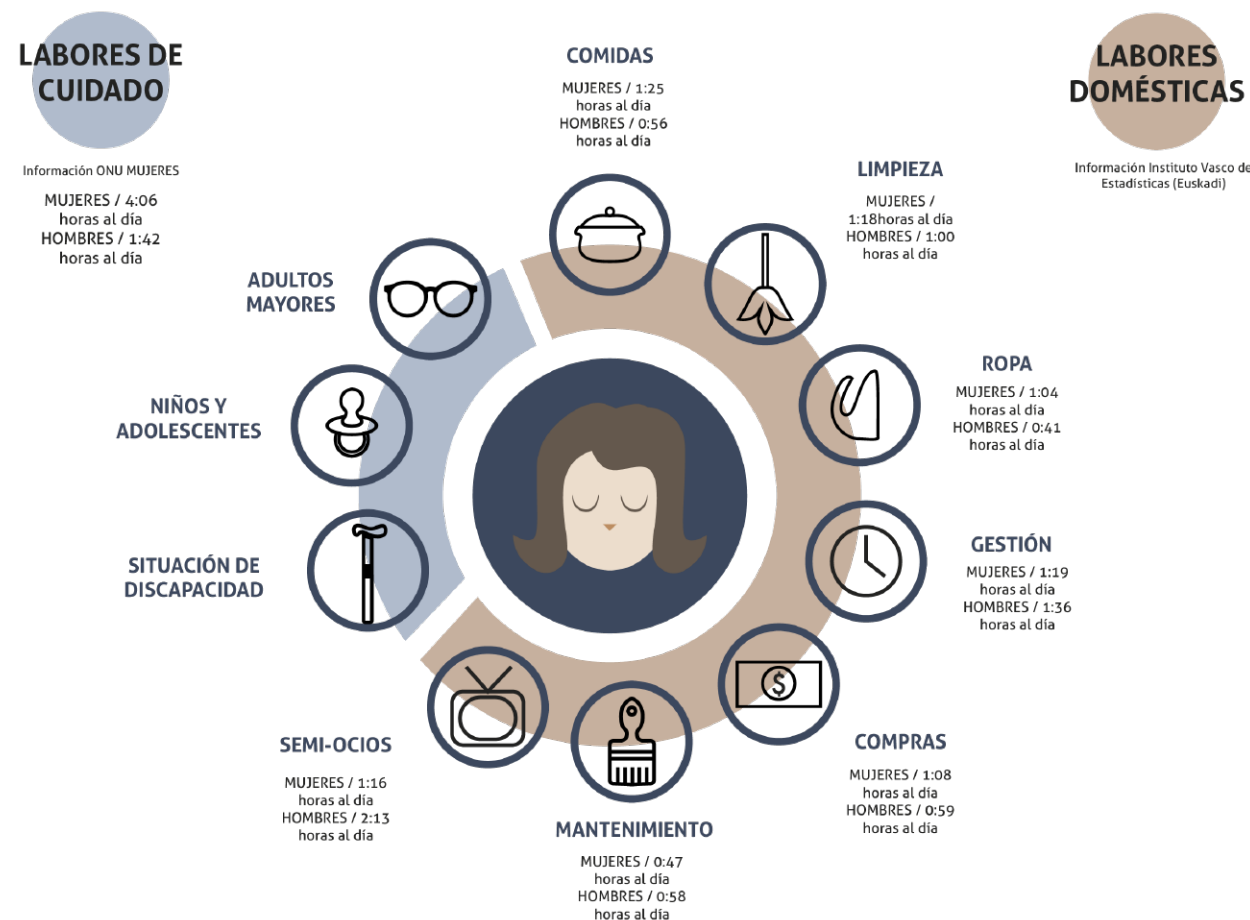 LABORES DE
CUIDADO
Información ONU MUJERES
MUJERES / 4:06
horas al día
HOMBRES / 1:42
horas al día
COMIDAS
MUJERES / 1:25
horas al día
HOMBRES / 0:56
horas al día
LABORES
DOMÉSTICAS
Información Instituto Vasco de
Estadísticas (Euskadi)
LIMPIEZA
MUJERES /
1:18horas al día
HOMBRES / 1:00
horas al día
ADULTOS
MAYORES
ROPA
MUJERES / 1:04
horas al día
HOMBRES / 0:41
horas al día
NIÑOS Y
ADOLESCENTES
GESTIÓN
MUJERES / 1:19
horas al día
HOMBRES / 1:36
horas al día
SITUACIÓN DE
DISCAPACIDAD
$
COMPRAS
MUJERES / 1:08
horas al día
HOMBRES / 0:59
horas al día
SEMI-OCIOS
MUJERES / 1:16
horas al día
HOMBRES / 2:13
horas al día
MANTENIMIENTO
MUJERES / 0:47
horas al día
HOMBRES / 0:58
horas al día